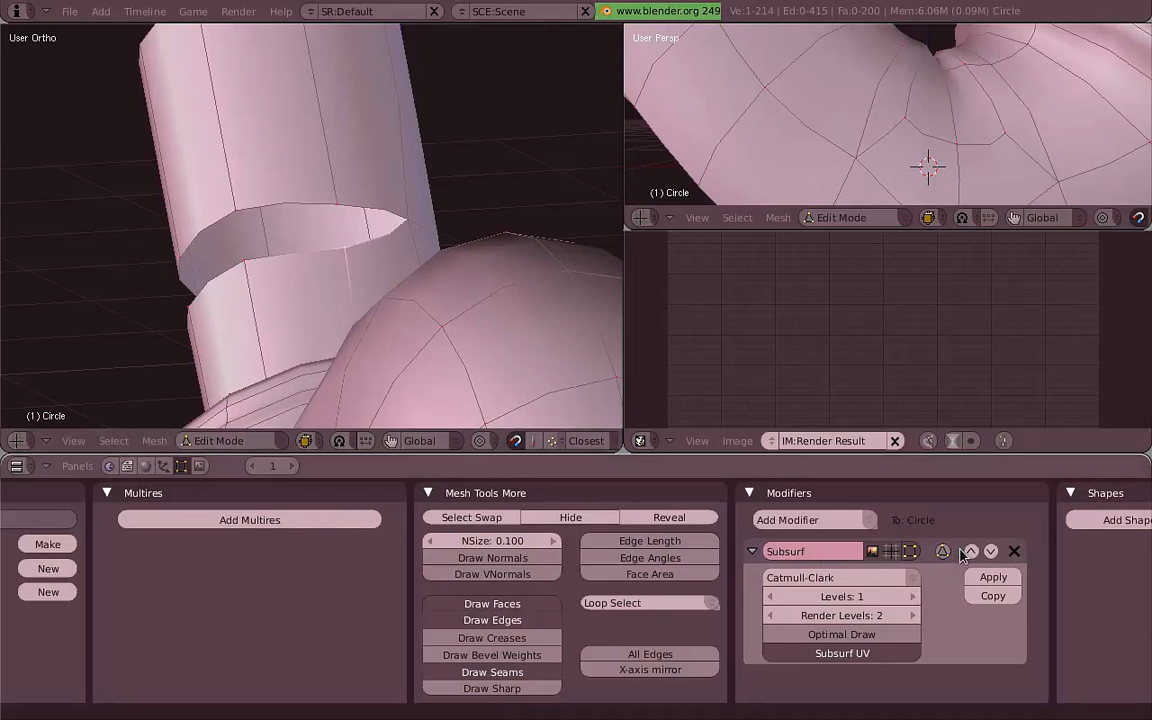 File Add Timeline Game Render Help SR:Default SCE:Scene www.blender.org 249 Ve:1-214 | Ed:0-415 | Fa:0-200 | Mem:6.06M (0.09M) Circle
User Ortho
User Persp
(1) Circle
View Select Mesh Edit Mode Global
(1) Circle
View Select Mesh Edit Mode Global Closest
View Image IM:Render Result
Panels 1
Multires
Mesh Tools More
Modifiers
Shapes
Add Multires
Select Swap Hide Reveal
Add Modifier To: Circle
Add Shap
Make
New
New
NSize: 0.100
Draw Normals
Draw VNormals
Edge Length
Edge Angles
Face Area
Draw Faces
Draw Edges
Draw Creases
Draw Bevel Weights
Draw Seams
Draw Sharp
Loop Select
All Edges
X-axis mirror
Subsurf
Catmull-Clark
Levels: 1
Render Levels: 2
Optimal Draw
Subsurf UV
Apply
Copy